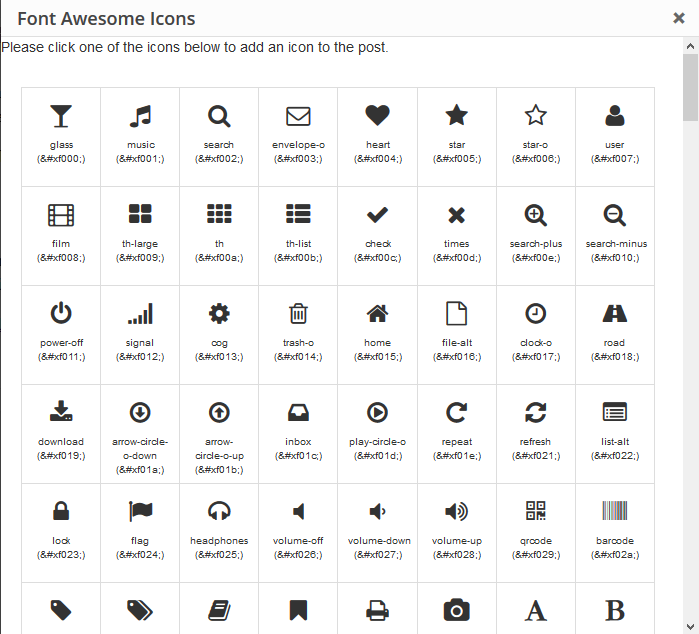 Font Awesome Icons
Please click one of the icons below to add an icon to the post.
glass music search envelope-o heart star star-o user
(&#xf000;) (&#xf001;) (&#xf002;) (&#xf003;) (&#xf004;) (&#xf005;) (&#xf006;) (&#xf007;)
film th-large th th-list check times search-plus search-minus
(&#xf008;) (&#xf009;) (&#xf00a;) (&#xf00b;) (&#xf00c;) (&#xf00d;) (&#xf00e;) (&#xf010;)
power-off signal cog trash-o home file-alt clock-o road
(&#xf011;) (&#xf012;) (&#xf013;) (&#xf014;) (&#xf015;) (&#xf016;) (&#xf017;) (&#xf018;)
download arrow-circle- arrow- inbox play-circle-o repeat refresh list-alt
(&#xf019;) o-down circle-o-up (&#xf01c;) (&#xf01d;) (&#xf01e;) (&#xf021;) (&#xf022;)
(&#xf01a;) (&#xf01b;)
lock flag headphones volume-off volume-down volume-up qrcode barcode
(&#xf023;) (&#xf024;) (&#xf025;) (&#xf026;) (&#xf027;) (&#xf028;) (&#xf029;) (&#xf02a;)
A B